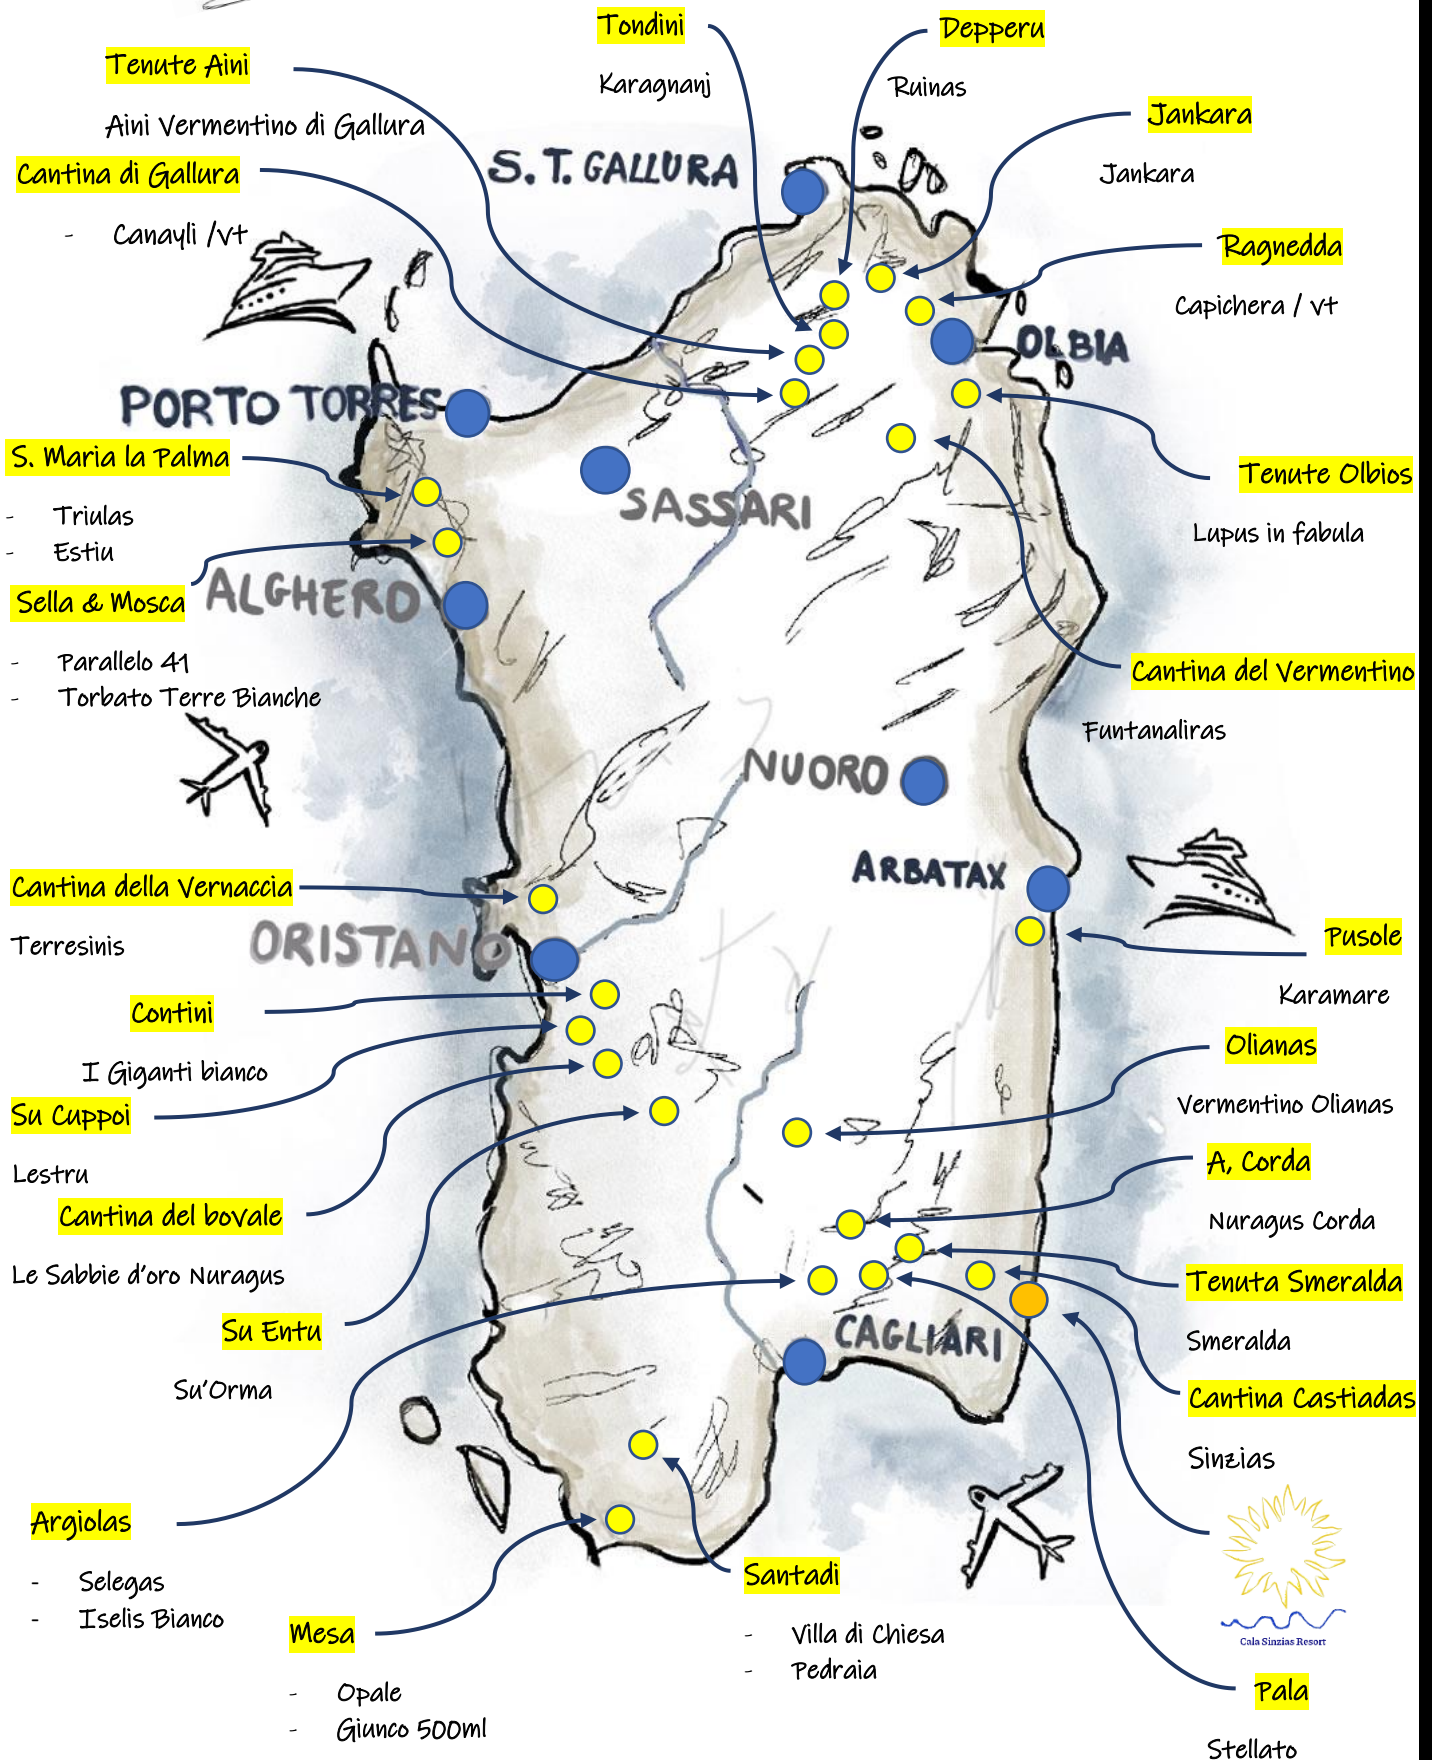 Tondini
Karagnanj
Depperu
Ruinas
Tenute Aini
Aini Vermentino di Gallura
Cantina di Gallura
- Canayli /vt
Jankara
Jankara
S. T. GALLURA
Ragnedda
Capichera / vt
OLBIA
PORTO TORRES
S. Maria la Palma
- Triulas
- Estiu
SASSARI
Tenute Olbios
Lupus in fabula
Sella & Mosca
ALGHERO
- Parallelo 41
- Torbato Terre Bianche
Cantina del Vermentino
Funtanaliras
NUORO
ARBATAX
Cantina della Vernaccia
Terresinis
ORISTANO
Pusole
Karamare
Contini
I Giganti bianco
Su Cuppoi
Lestru
Olianas
Vermentino Olianas
A, Corda
Nuragus Corda
Cantina del bovale
Le Sabbie d'oro Nuragus
Tenuta Smeralda
Smeralda
Su Entu
Su'Orma
CAGLIARI
Cantina Castiadas
Sinzias
Argiolas
- Selegas
- Iselis Bianco
Mesa
- Opale
- Giunco 500ml
Santadi
- Villa di Chiesa
- Pedraia
Cala Sinzias Resort
Pala
Stellato